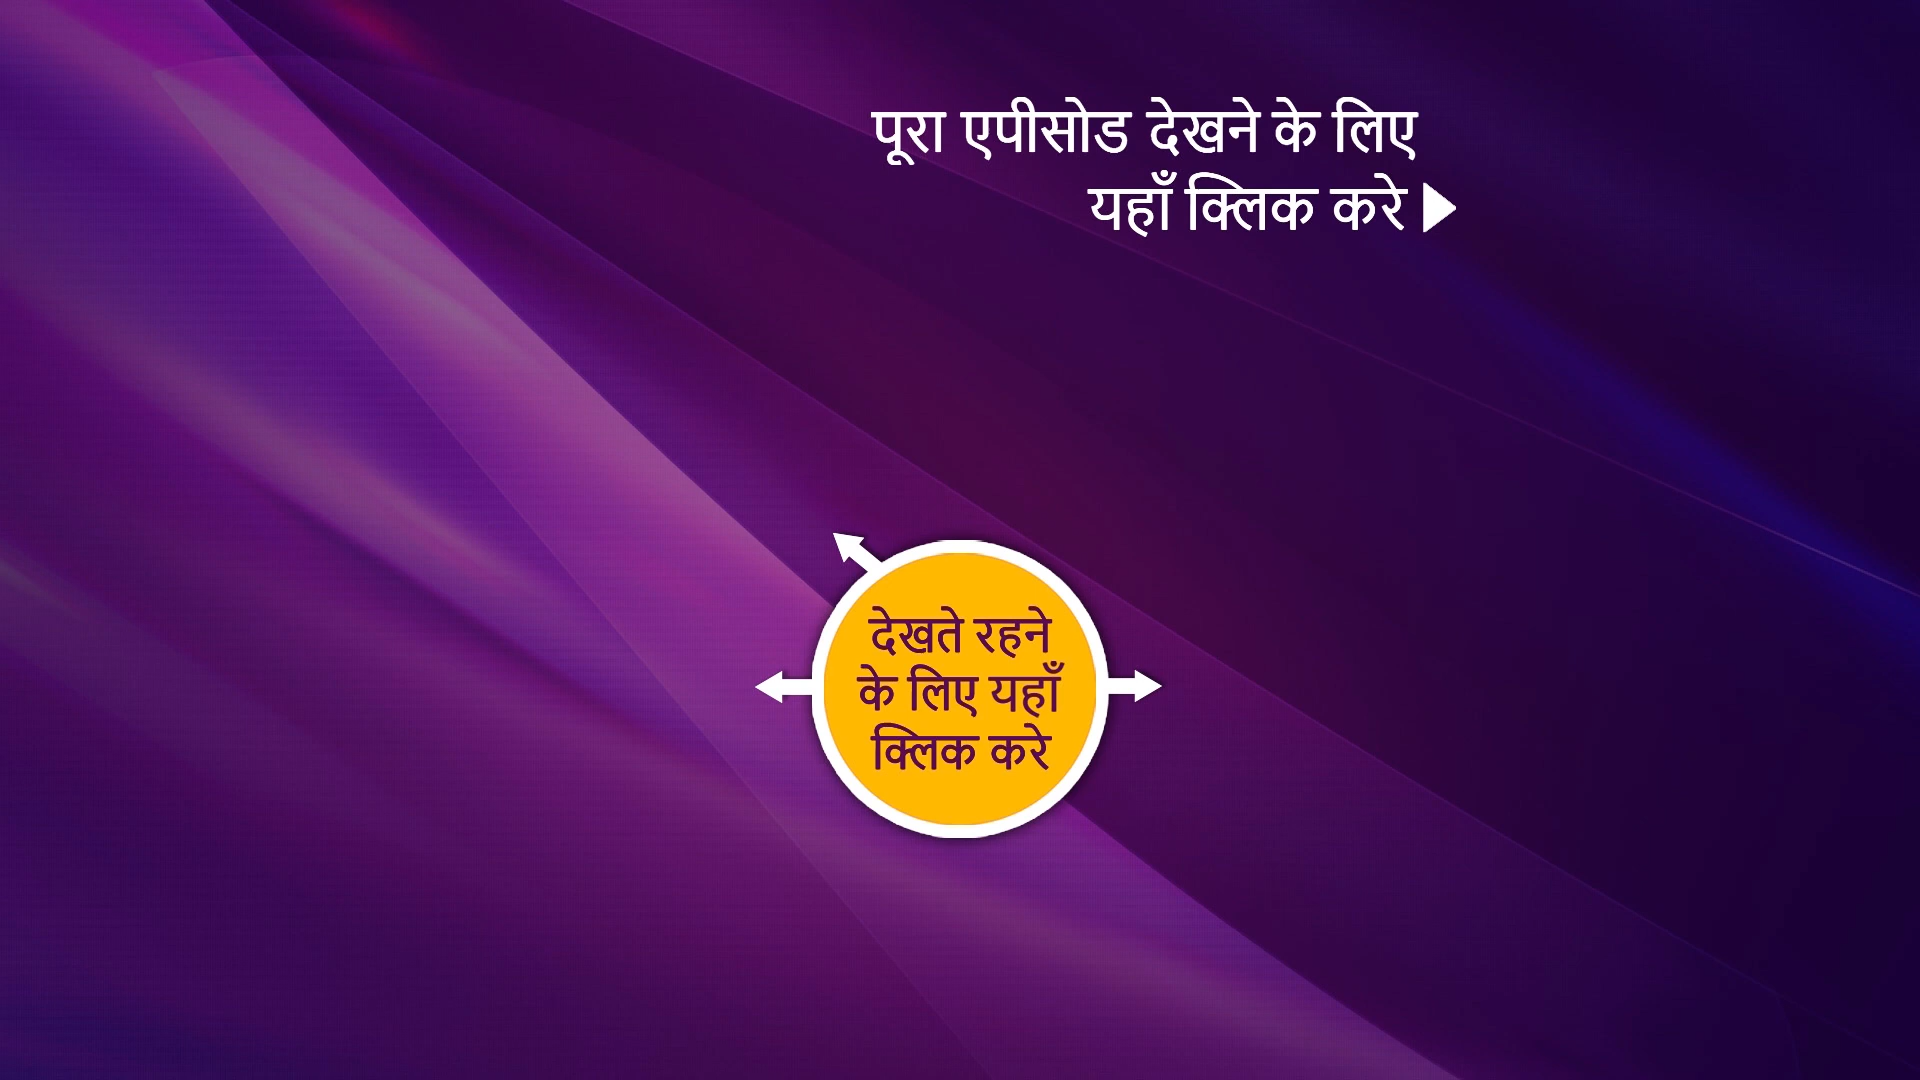 पूरा एपीसोड देखने के लिए
यहाँ क्लिक करे
देखते रहने
के लिए यहाँ
क्लिक करे